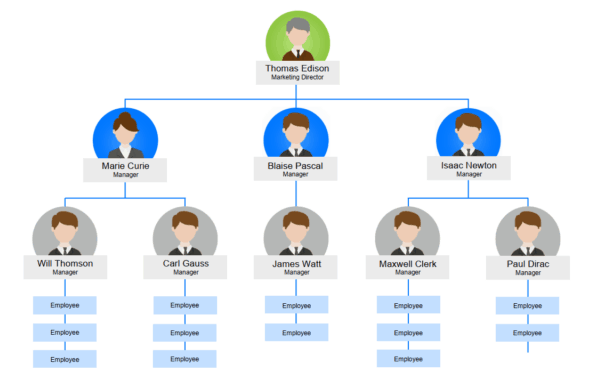 Thomas Edison
Marketing Director
Marie Curie
Manager
Blaise Pascal
Manager
Isaac Newton
Manager
Will Thomson
Manager
Carl Gauss
Manager
James Watt
Manager
Maxwell Clerk
Manager
Paul Dirac
Manager
Employee
Employee
Employee
Employee
Employee
Employee
Employee
Employee
Employee
Employee
Employee
Employee
Employee